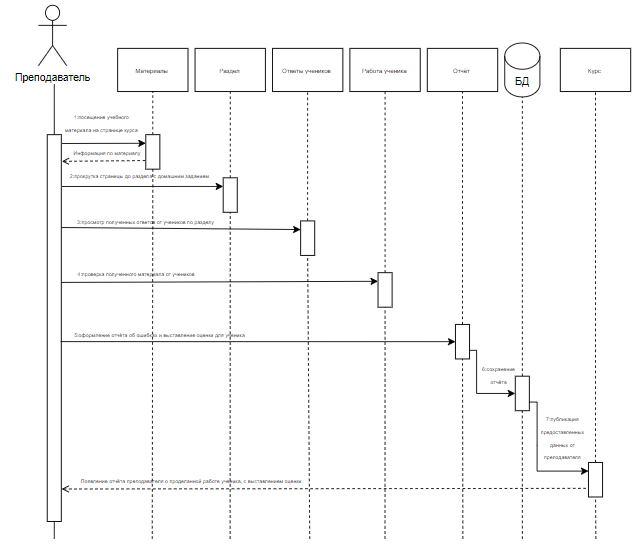 Преподаватель
Материалы
Раздел
Ответы учеников
Работа ученика
Отчёт
БД
Курс
1:посещение учебного
материала на странице курса
Информация по материалу
2:прокрутка страницы до раздела с домашним заданием
3:просмотр полученных ответов от учеников по разделу
4:проверка полученного материала от учеников
5:оформление отчёта об ошибках и выставление оценки для ученика
6:сохранение
отчёта
7:публикация
предоставленных
данных от
преподавателя
Появление отчёта преподавателя о проделанной работе ученика, с выставлением оценки